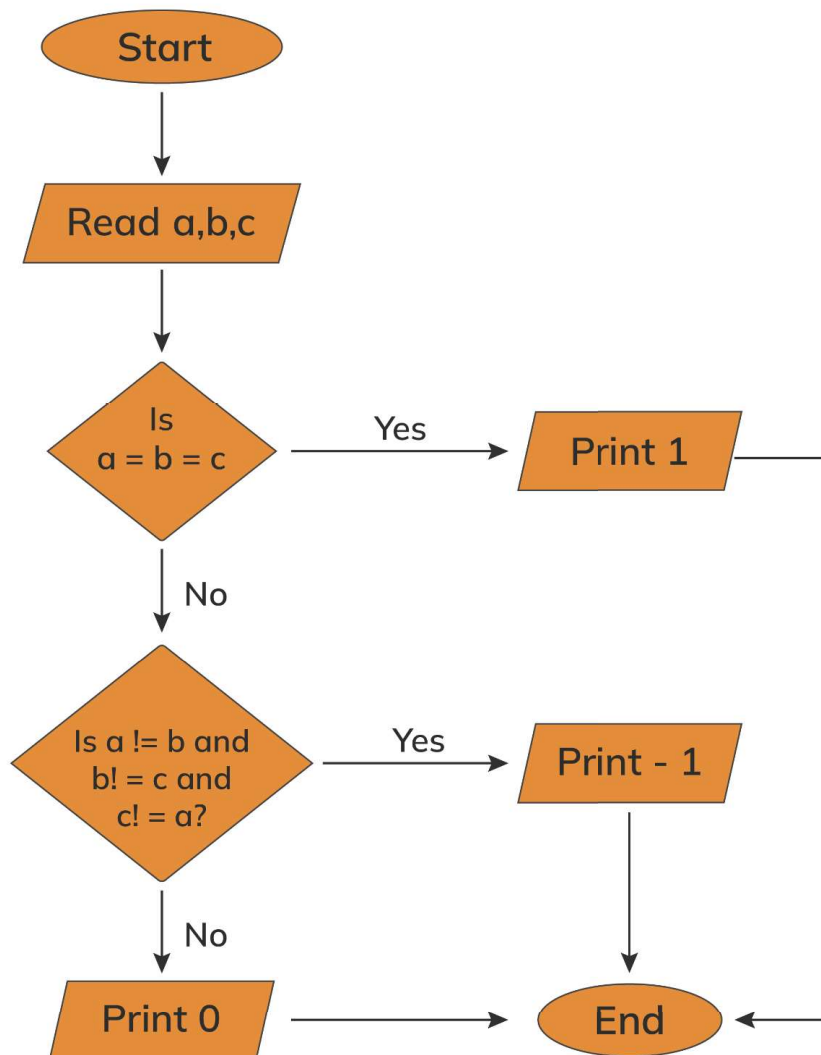 Start
Read a,b,c
Is
a = b = c
Yes
Print 1
No
Is a != b and
b! = c and
c! = a?
Yes
Print - 1
No
Print 0
End